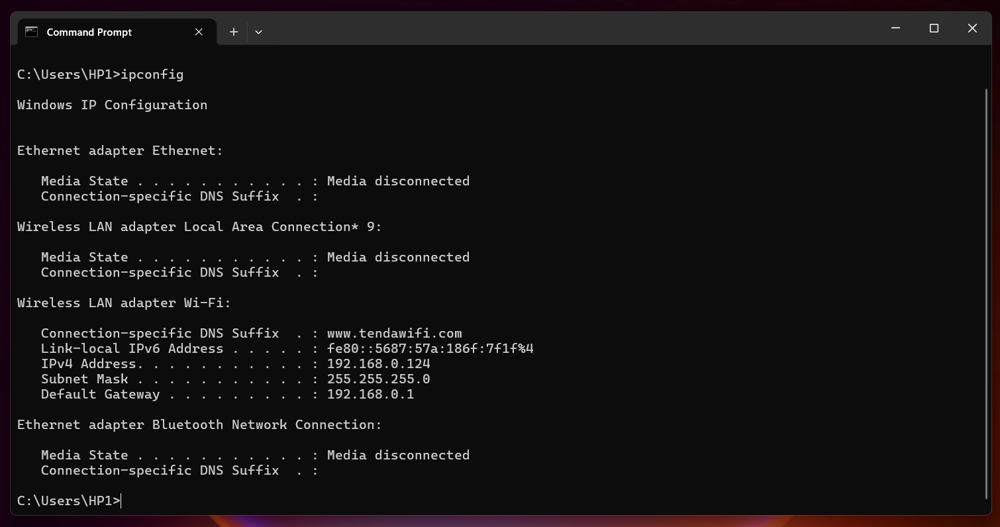 Command Prompt
C:\Users\HP1>ipconfig
Windows IP Configuration
Ethernet adapter Ethernet:
   Media State . . . . . . . . . . . : Media disconnected
   Connection-specific DNS Suffix  . :
Wireless LAN adapter Local Area Connection* 9:
   Media State . . . . . . . . . . . : Media disconnected
   Connection-specific DNS Suffix  . :
Wireless LAN adapter Wi-Fi:
   Connection-specific DNS Suffix  . : www.tendawifi.com
   Link-local IPv6 Address . . . . . : fe80::5687:57a:186f:7f1f%4
   IPv4 Address. . . . . . . . . . . : 192.168.0.124
   Subnet Mask . . . . . . . . . . . : 255.255.255.0
   Default Gateway . . . . . . . . . : 192.168.0.1
Ethernet adapter Bluetooth Network Connection:
   Media State . . . . . . . . . . . : Media disconnected
   Connection-specific DNS Suffix  . :
C:\Users\HP1>